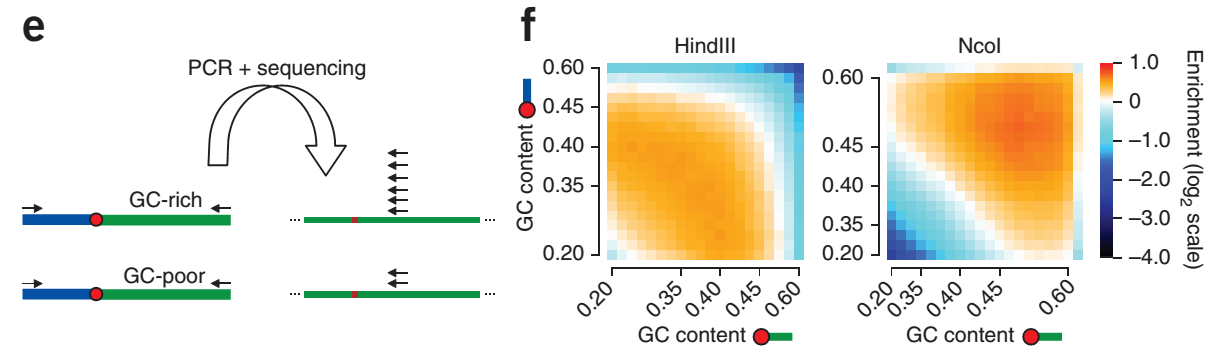 e
PCR + sequencing
GC-rich
GC-poor
f
HindIII
NcoI
GC content
0.60
0.45
0.40
0.35
0.20
0.20
0.35
0.40
0.45
0.60
GC content
0.60
0.45
0.40
0.35
0.20
0.20
0.35
0.40
0.45
0.60
GC content
1.0
0
–1.0
–2.0
–3.0
–4.0
Enrichment (log2 scale)